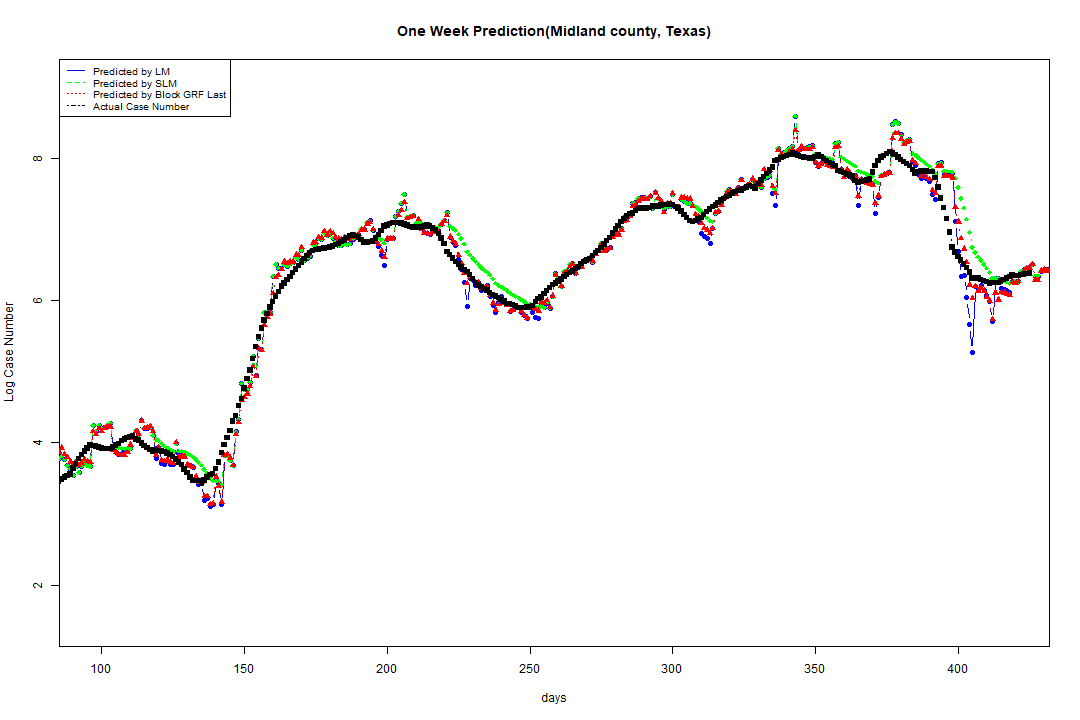 One Week Prediction(Midland county, Texas)
Predicted by LM
Predicted by SLM
Predicted by Block GRF Last
Actual Case Number
8
6
4
2
Log Case Number
100 150 200 250 300 350 400
days